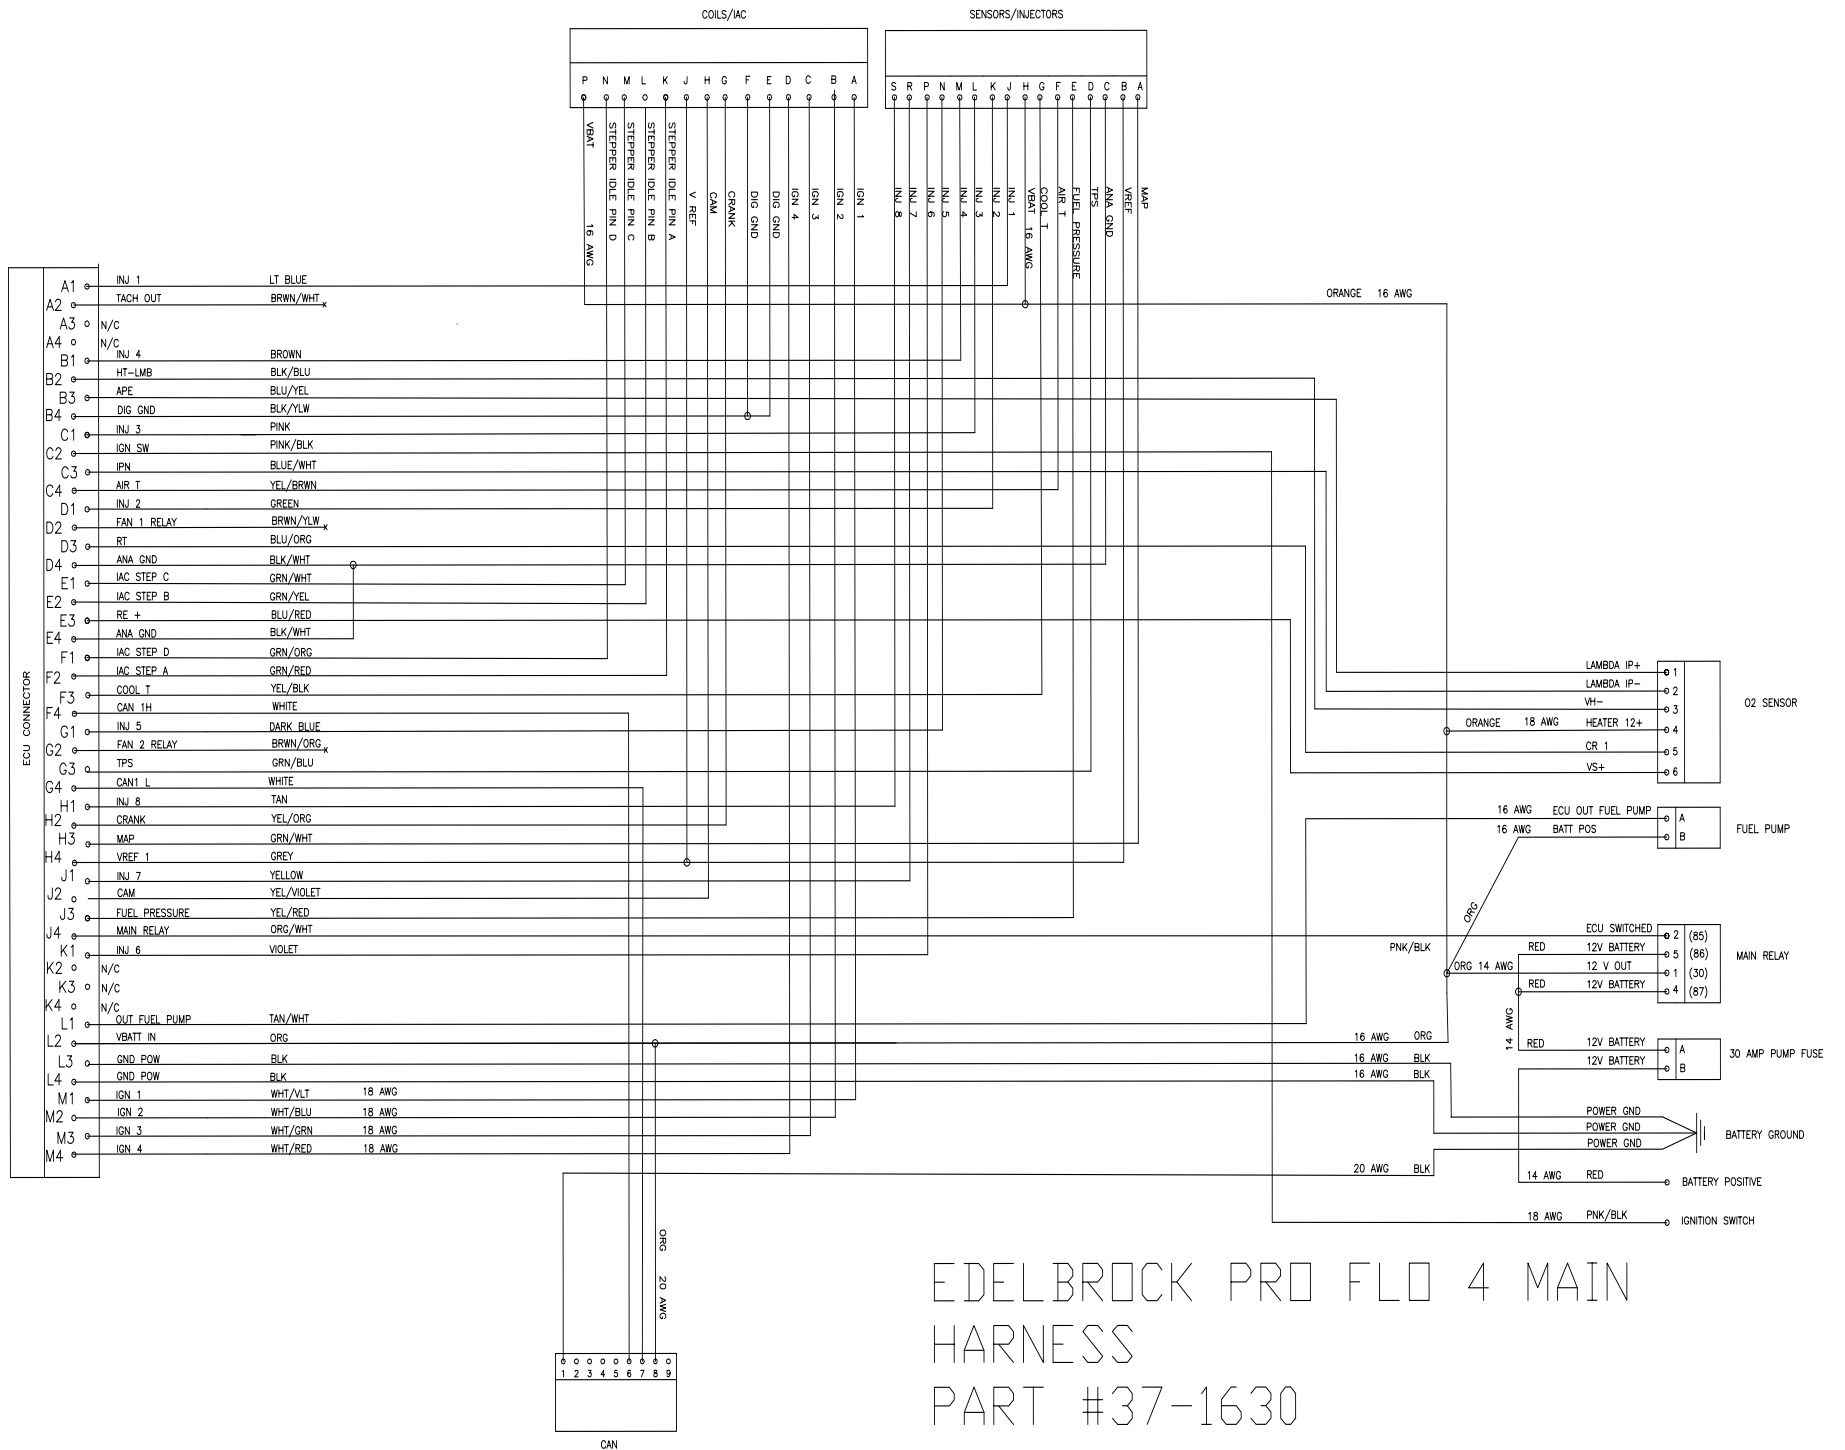 COILS/IAC
SENSORS/INJECTORS
P N M L K J H G F E D C B A
S R P N M L K J H G F E D C B A
VBAT 16 AWG
STEPPER IDLE PIN D
STEPPER IDLE PIN C
STEPPER IDLE PIN B
STEPPER IDLE PIN A
V REF
CAM
CRANK
DIG GND
DIG GND
IGN 4
IGN 3
IGN 2
IGN 1
INJ 8
INJ 7
INJ 6
INJ 5
INJ 4
INJ 3
INJ 2
INJ 1
VBAT 16 AWG
COOL T
AIR T
FUEL PRESSURE
TPS
ANA GND
VREF
MAP
ECU CONNECTOR
A1 INJ 1 LT BLUE
A2 TACH OUT BRWN/WHT
A3 N/C
A4 N/C
B1 INJ 4 BROWN
B2 HT-LMB BLK/BLU
B3 APE BLU/YEL
B4 DIG GND BLK/YLW
C1 INJ 3 PINK
C2 IGN SW PINK/BLK
C3 IPN BLUE/WHT
C4 AIR T YEL/BRWN
D1 INJ 2 GREEN
D2 FAN 1 RELAY BRWN/YLW
D3 RT BLU/ORG
D4 ANA GND BLK/WHT
E1 IAC STEP C GRN/WHT
E2 IAC STEP B GRN/YEL
E3 RE + BLU/RED
E4 ANA GND BLK/WHT
F1 IAC STEP D GRN/ORG
F2 IAC STEP A GRN/RED
F3 COOL T YEL/BLK
F4 CAN 1H WHITE
G1 INJ 5 DARK BLUE
G2 FAN 2 RELAY BRWN/ORG
G3 TPS GRN/BLU
G4 CAN1 L WHITE
H1 INJ 8 TAN
H2 CRANK YEL/ORG
H3 MAP GRN/WHT
H4 VREF 1 GREY
J1 INJ 7 YELLOW
J2 CAM YEL/VIOLET
J3 FUEL PRESSURE YEL/RED
J4 MAIN RELAY ORG/WHT
K1 INJ 6 VIOLET
K2 N/C
K3 N/C
K4 N/C
L1 OUT FUEL PUMP TAN/WHT
L2 VBATT IN ORG 16 AWG ORG
L3 GND POW BLK 16 AWG BLK
L4 GND POW BLK 16 AWG BLK
M1 IGN 1 WHT/VLT 18 AWG
M2 IGN 2 WHT/BLU 18 AWG
M3 IGN 3 WHT/GRN 18 AWG
M4 IGN 4 WHT/RED 18 AWG
ORANGE 16 AWG
LAMBDA IP+ 1
LAMBDA IP- 2
VH- 3
ORANGE 18 AWG HEATER 12+ 4
CR 1 5
VS+ 6
O2 SENSOR
16 AWG ECU OUT FUEL PUMP A
16 AWG BATT POS B
FUEL PUMP
ORG
PNK/BLK
ECU SWITCHED 2 (85)
RED 12V BATTERY 5 (86)
ORG 14 AWG 12 V OUT 1 (30)
RED 12V BATTERY 4 (87)
MAIN RELAY
14 AWG
RED 12V BATTERY A
12V BATTERY B
30 AMP PUMP FUSE
POWER GND
POWER GND
POWER GND
BATTERY GROUND
20 AWG BLK
14 AWG RED BATTERY POSITIVE
18 AWG PNK/BLK IGNITION SWITCH
ORG 20 AWG
1 2 3 4 5 6 7 8 9
CAN
EDELBROCK PRO FLO 4 MAIN
HARNESS
PART #37-1630